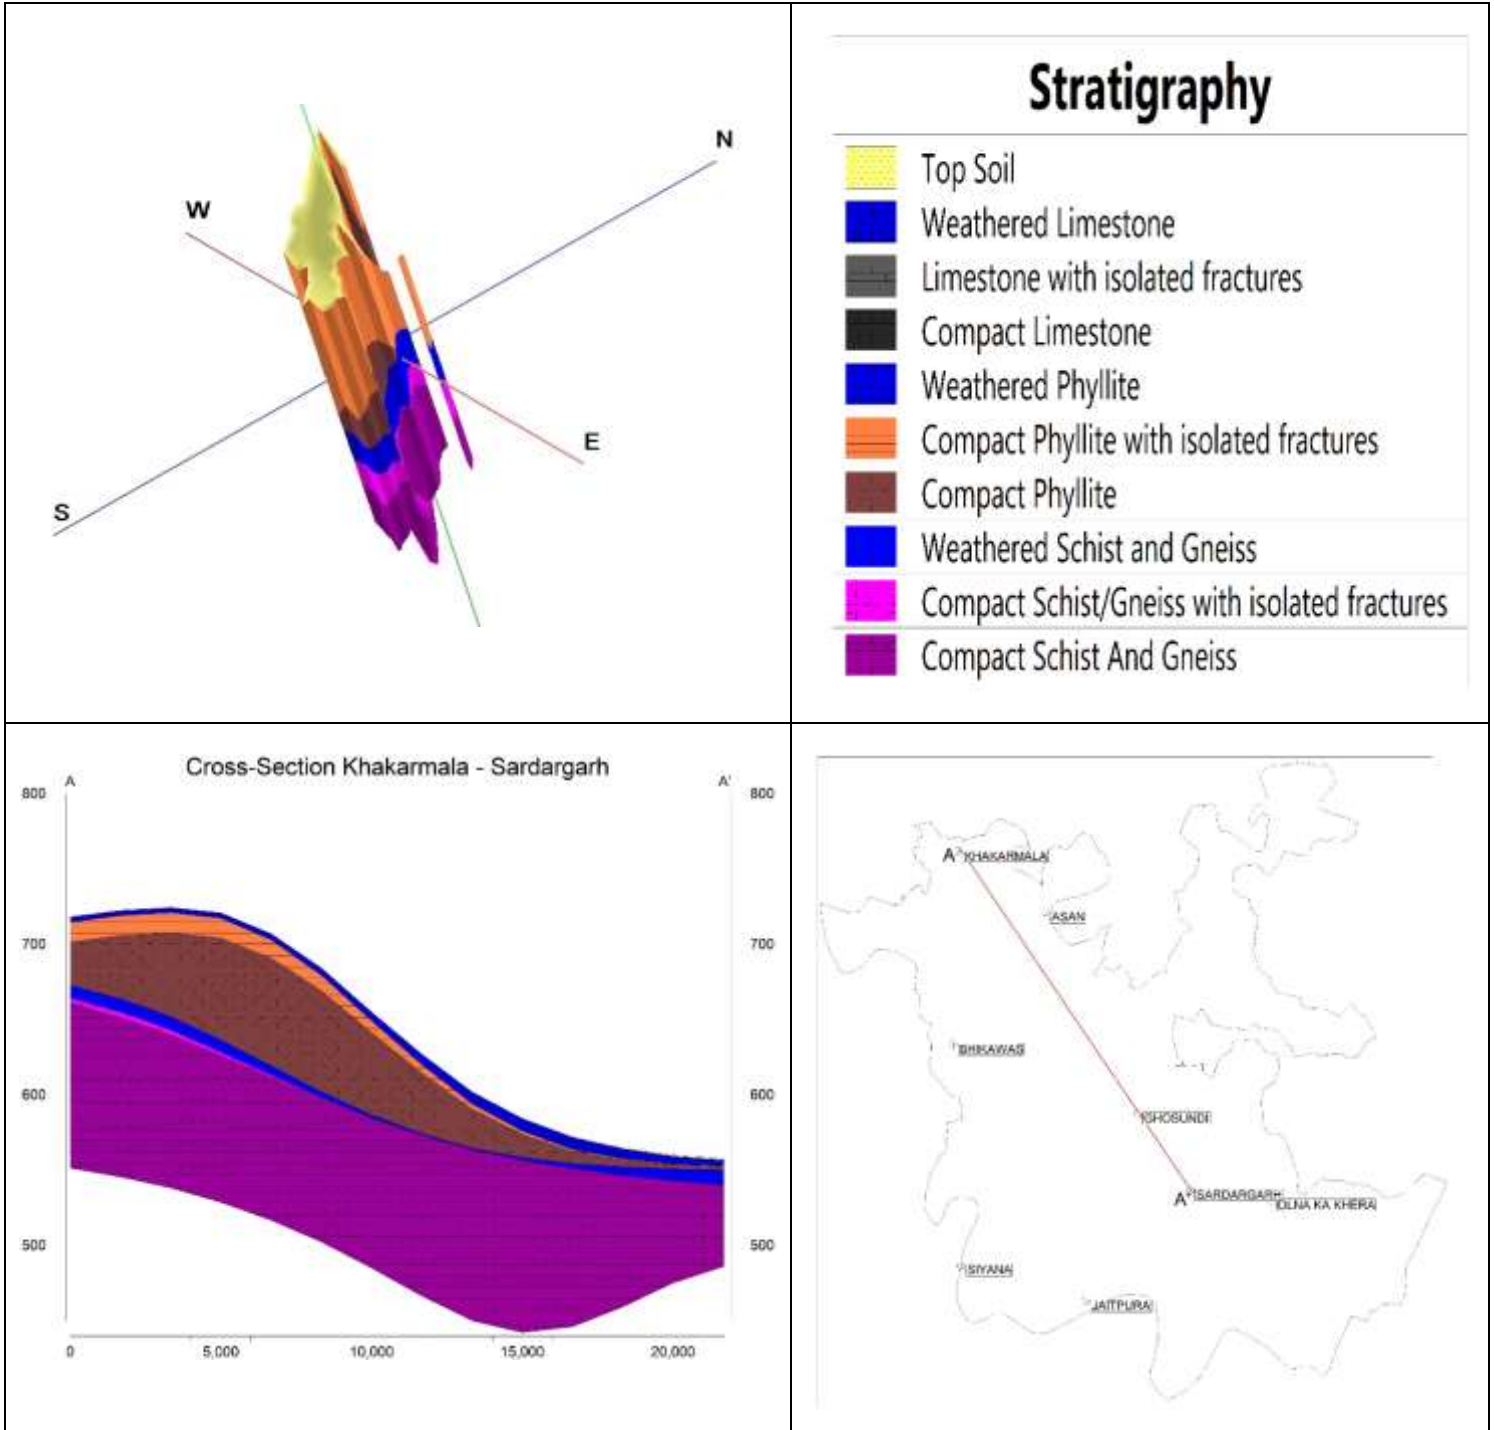 N
W
E
S
Stratigraphy
Top Soil
Weathered Limestone
Limestone with isolated fractures
Compact Limestone
Weathered Phyllite
Compact Phyllite with isolated fractures
Compact Phyllite
Weathered Schist and Gneiss
Compact Schist/Gneiss with isolated fractures
Compact Schist And Gneiss
Cross-Section Khakarmala - Sardargarh
A A'
800 800
700 700
600 600
500 500
0 5,000 10,000 15,000 20,000
A KHAKARMALA
ASAN
BHIKAWAS
GHOSUNDI
A' SARDARGARH
SIYANA
JAITPURA